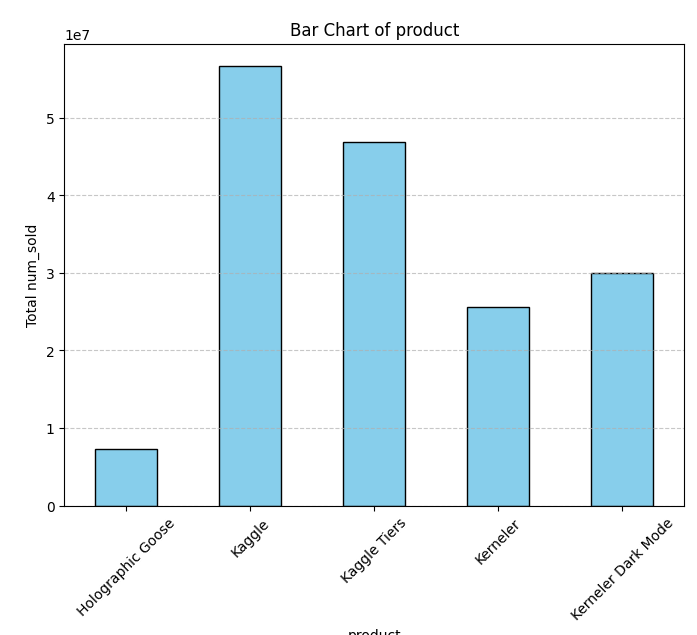 Bar Chart of product
1e7
5
4
3
2
1
0
Total num_sold
Holographic Goose
Kaggle
Kaggle Tiers
Kerneler
Kerneler Dark Mode
product